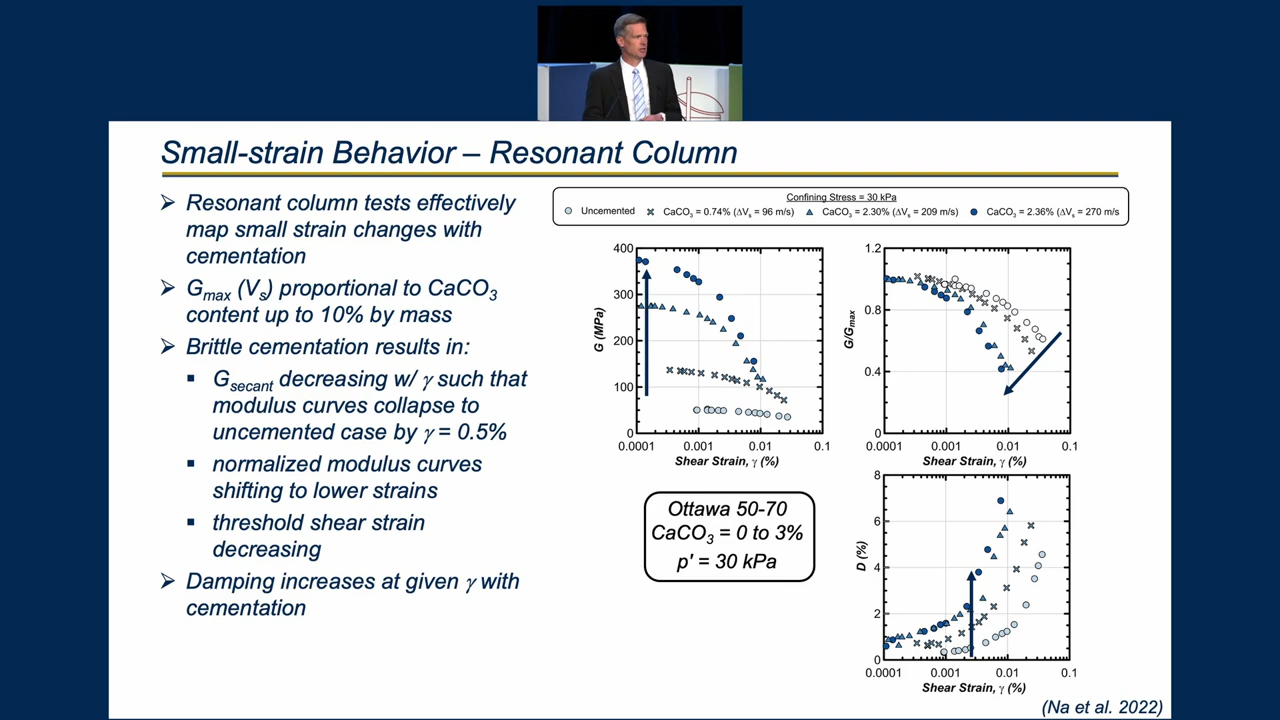 Small-strain Behavior – Resonant Column
➢ Resonant column tests effectively
map small strain changes with
cementation
➢ Gmax (Vs) proportional to CaCO3
content up to 10% by mass
➢ Brittle cementation results in:
▪ Gsecant decreasing w/ γ such that
modulus curves collapse to
uncemented case by γ = 0.5%
▪ normalized modulus curves
shifting to lower strains
▪ threshold shear strain
decreasing
➢ Damping increases at given γ with
cementation
Confining Stress = 30 kPa
Uncemented CaCO3 = 0.74% (ΔVs = 96 m/s) CaCO3 = 2.30% (ΔVs = 209 m/s) CaCO3 = 2.36% (ΔVs = 270 m/s
400
300
200
100
0
G (MPa)
0.0001 0.001 0.01 0.1
Shear Strain, γ (%)
1.2
0.8
0.4
0
G/Gmax
0.0001 0.001 0.01 0.1
Shear Strain, γ (%)
Ottawa 50-70
CaCO3 = 0 to 3%
p' = 30 kPa
8
6
4
2
0
D (%)
0.0001 0.001 0.01 0.1
Shear Strain, γ (%)
(Na et al. 2022)